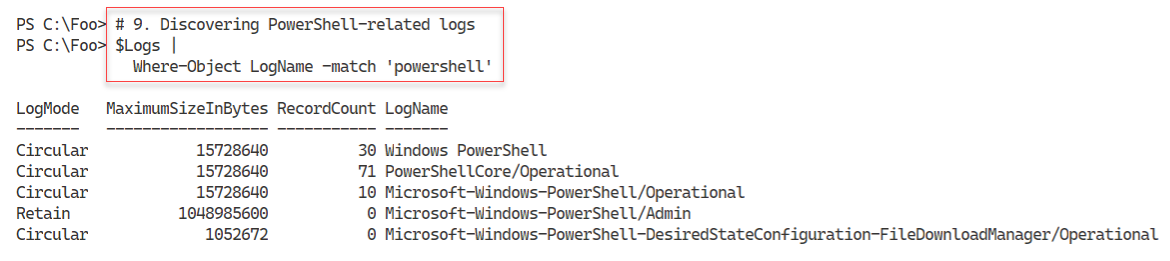 PS C:\Foo> # 9. Discovering PowerShell-related logs
PS C:\Foo> $Logs |
Where-Object LogName -match 'powershell'
LogMode MaximumSizeInBytes RecordCount LogName
------- ------------------ ----------- -------
Circular 15728640 30 Windows PowerShell
Circular 15728640 71 PowerShellCore/Operational
Circular 15728640 10 Microsoft-Windows-PowerShell/Operational
Retain 1048985600 0 Microsoft-Windows-PowerShell/Admin
Circular 1052672 0 Microsoft-Windows-PowerShell-DesiredStateConfiguration-FileDownloadManager/Operational